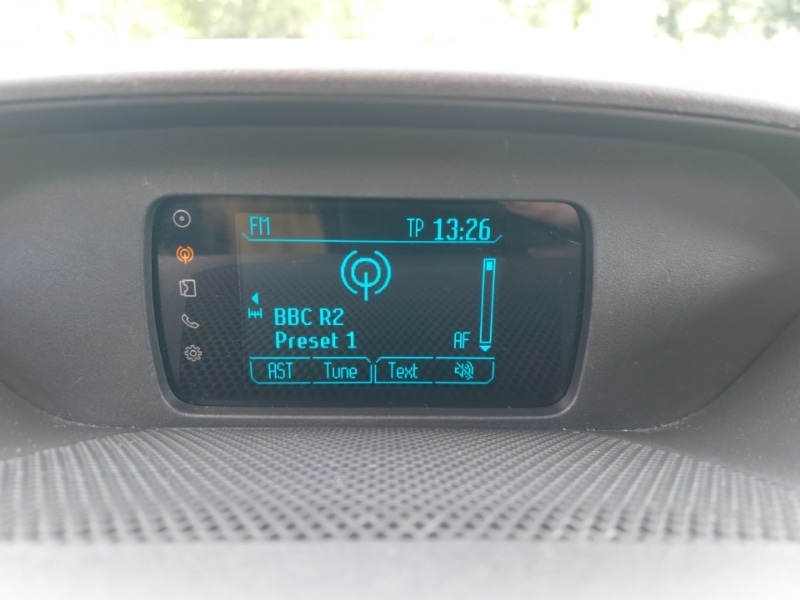 FM TP 13:26
BBC R2
Preset 1 AF
AST Tune Text